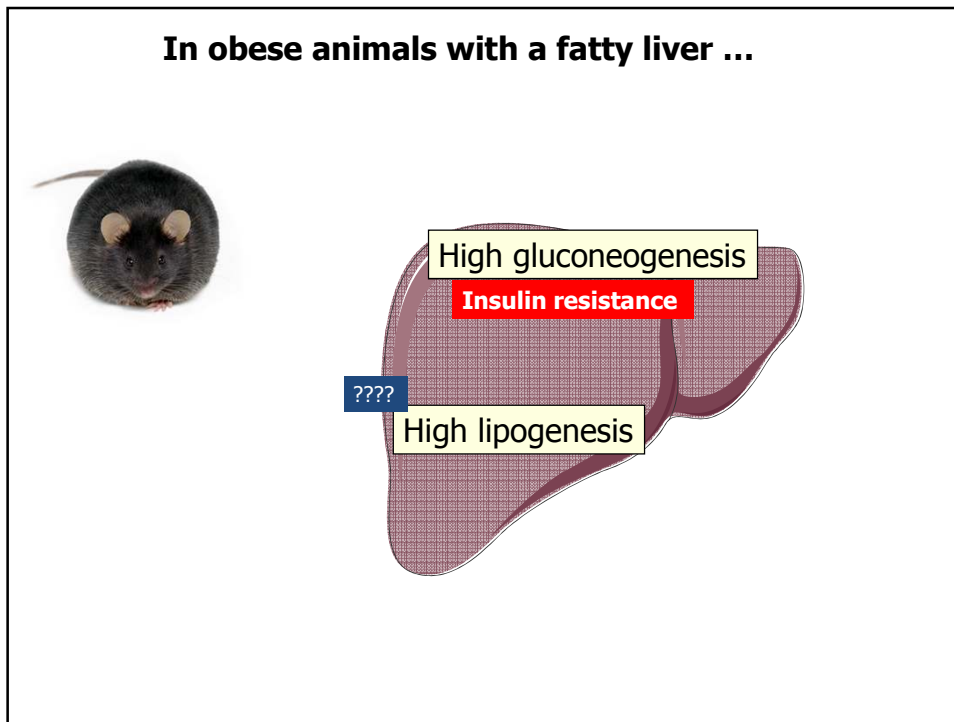 In obese animals with a fatty liver ...
High gluconeogenesis
Insulin resistance
????
High lipogenesis